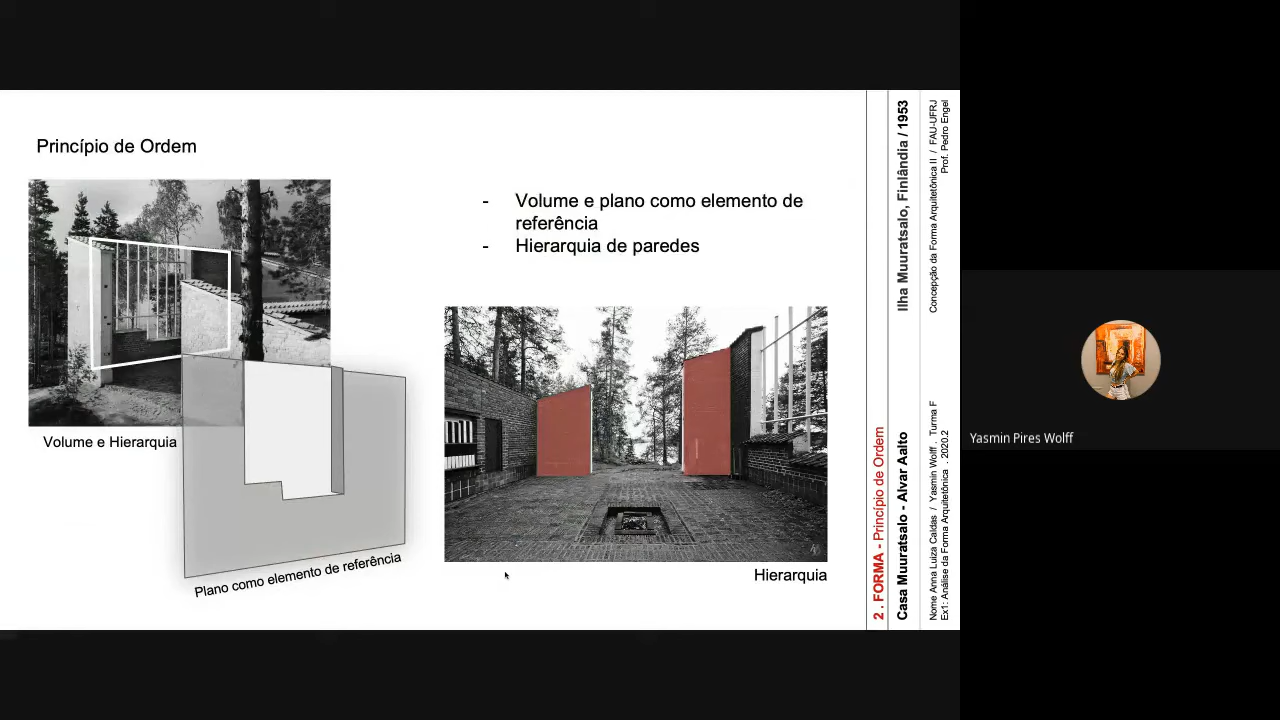 Princípio de Ordem
- Volume e plano como elemento de
referência
- Hierarquia de paredes
Volume e Hierarquia
Plano como elemento de referência
Hierarquia
2 . FORMA - Princípio de Ordem
Casa Muuratsalo - Alvar Aalto
Ilha Muuratsalo, Finlândia / 1953
Nome Anna Luiza Caldas / Yasmin Wolff . Turma F
Ex1: Análise da Forma Arquitetônica . 2020.2
Concepção da Forma Arquitetônica II / FAU-UFRJ
Prof. Pedro Engel
Yasmin Pires Wolff